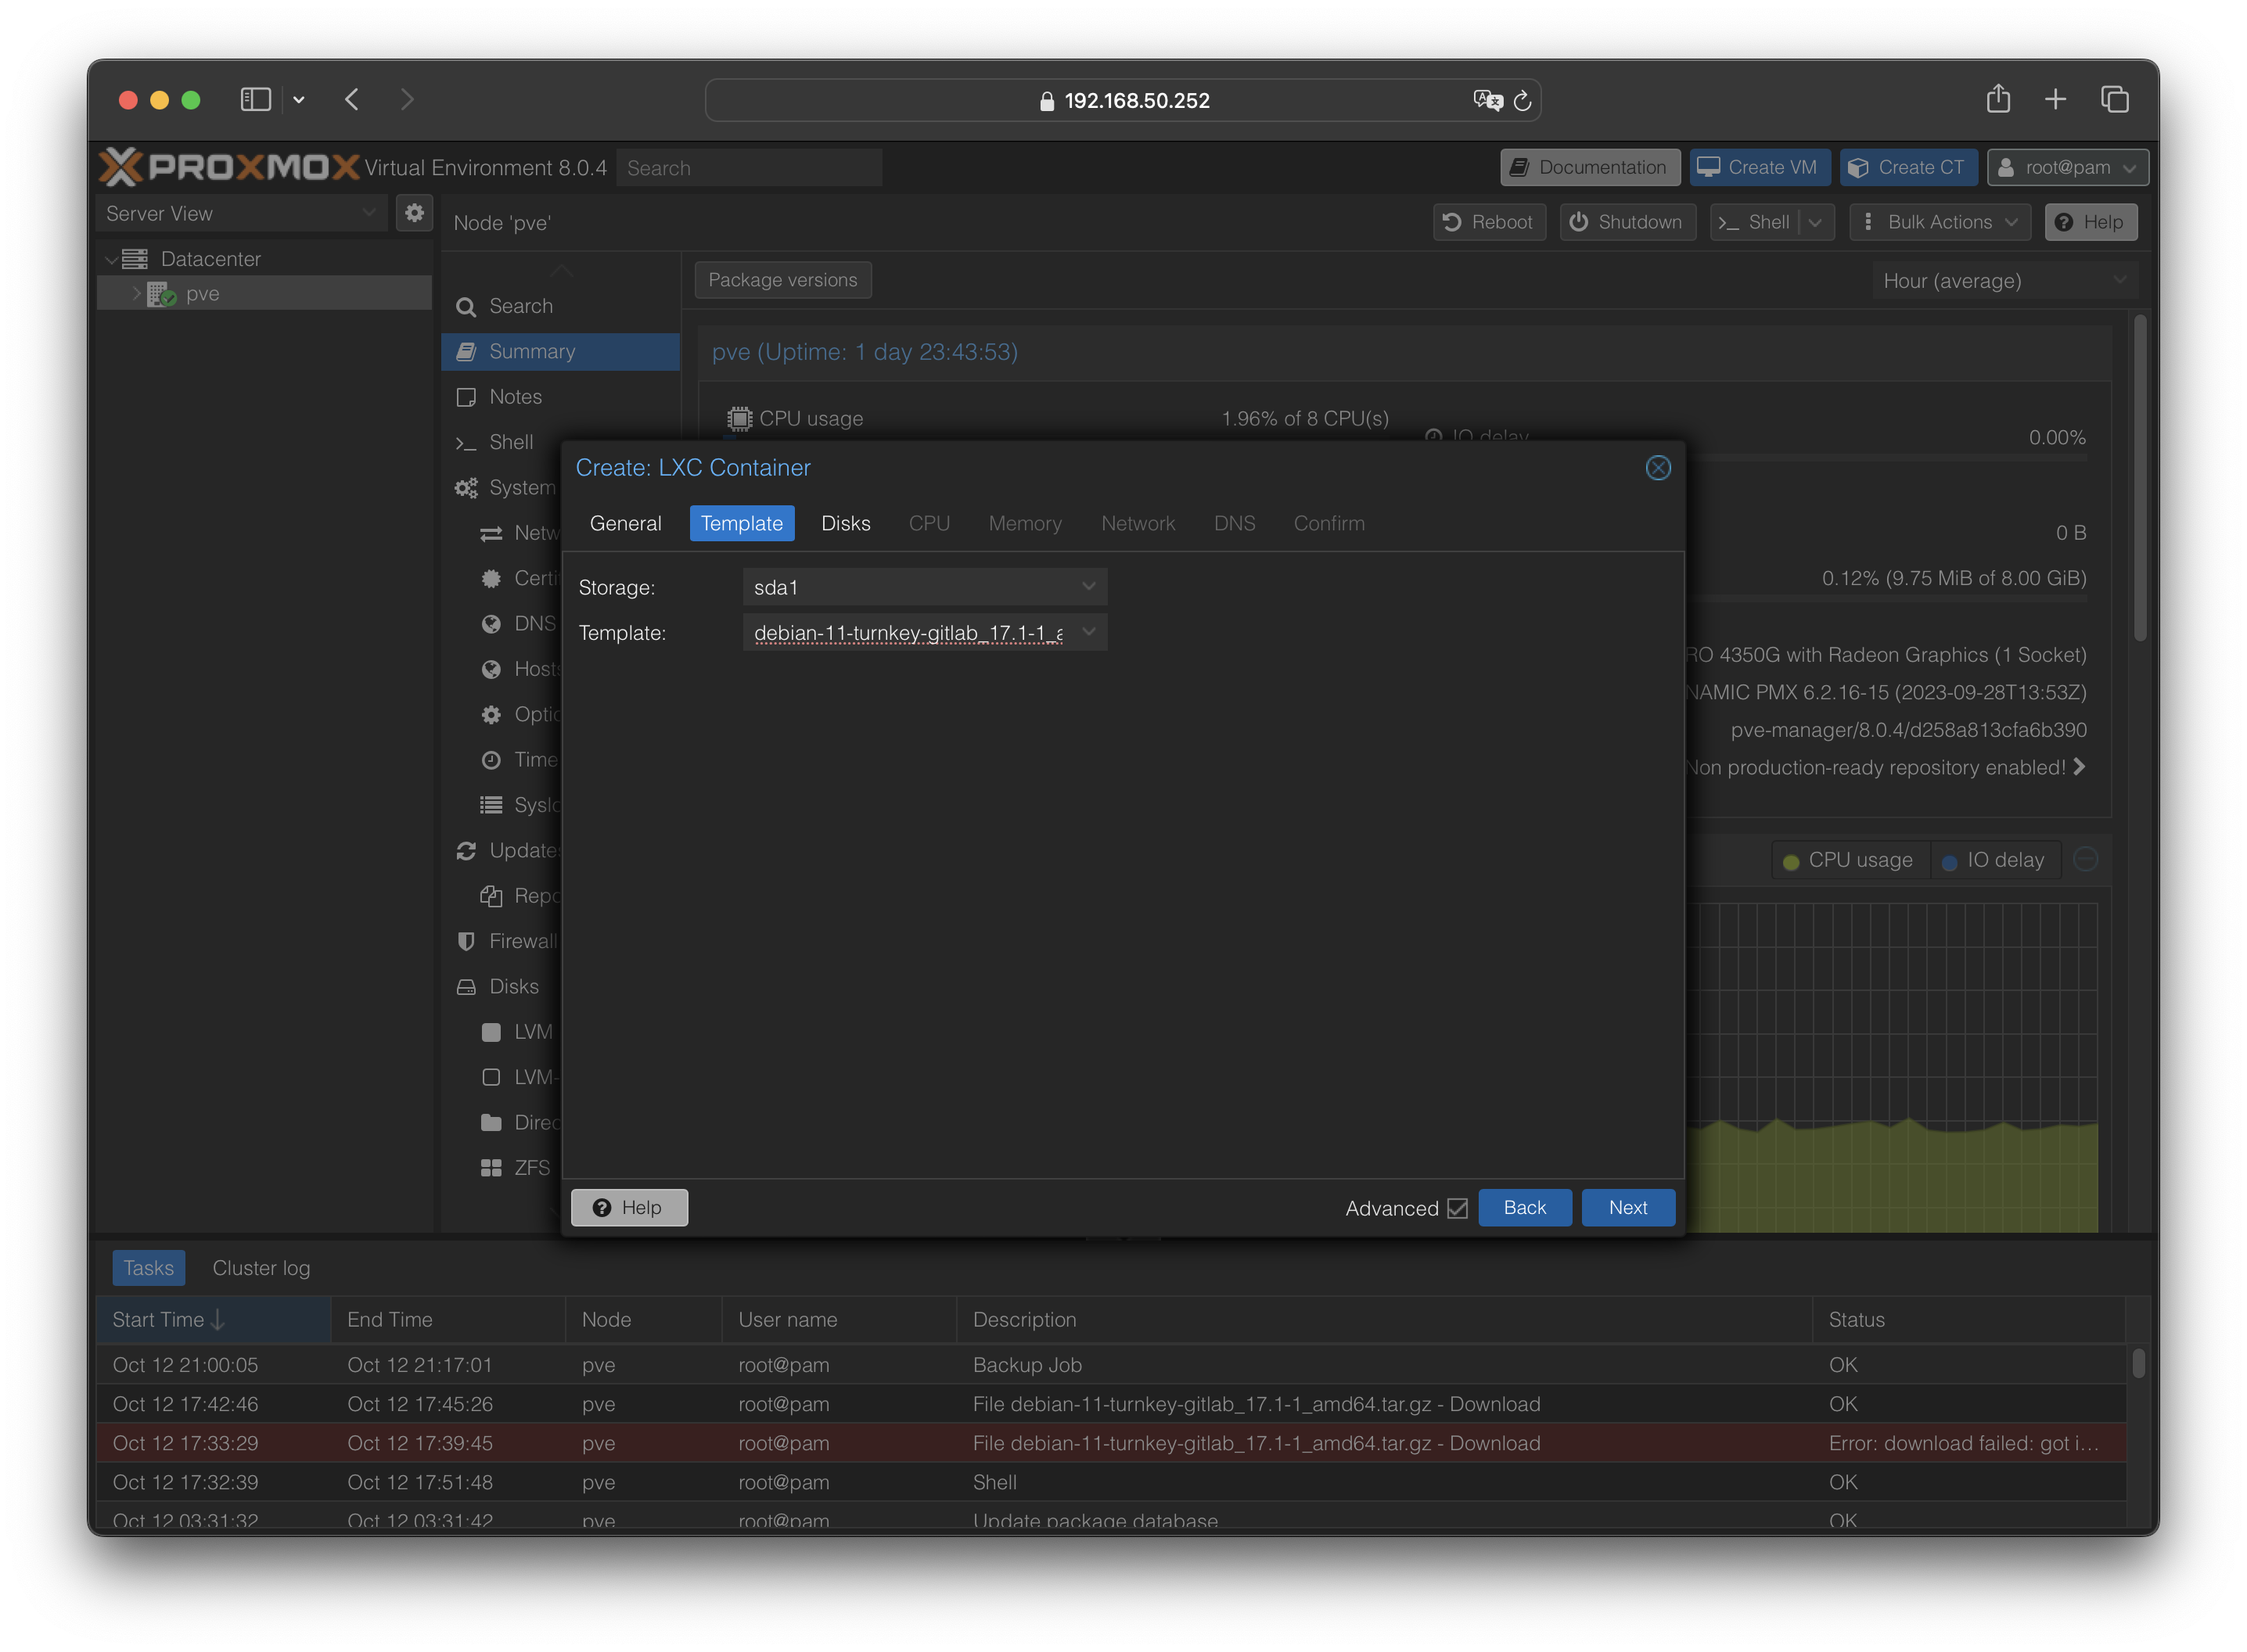 192.168.50.252
PROXMOX Virtual Environment 8.0.4 Search Documentation Create VM Create CT root@pam
Server View
Node 'pve' Reboot Shutdown >_ Shell Bulk Actions Help
Datacenter
pve
Package versions Hour (average)
Search
Summary
Notes
>_ Shell
System
Netw
Certi
DNS
Hosts
Optio
Time
Syslo
Updates
Repo
Firewall
Disks
LVM
LVM-
Direc
ZFS
pve (Uptime: 1 day 23:43:53)
CPU usage 1.96% of 8 CPU(s)
IO delay 0.00%
0 B
0.12% (9.75 MiB of 8.00 GiB)
RO 4350G with Radeon Graphics (1 Socket)
NAMIC PMX 6.2.16-15 (2023-09-28T13:53Z)
pve-manager/8.0.4/d258a813cfa6b390
Non production-ready repository enabled!
CPU usage IO delay
Create: LXC Container
General Template Disks CPU Memory Network DNS Confirm
Storage: sda1
Template: debian-11-turnkey-gitlab_17.1-1_a
Help Advanced Back Next
Tasks Cluster log
Start Time End Time Node User name Description Status
Oct 12 21:00:05 Oct 12 21:17:01 pve root@pam Backup Job OK
Oct 12 17:42:46 Oct 12 17:45:26 pve root@pam File debian-11-turnkey-gitlab_17.1-1_amd64.tar.gz - Download OK
Oct 12 17:33:29 Oct 12 17:39:45 pve root@pam File debian-11-turnkey-gitlab_17.1-1_amd64.tar.gz - Download Error: download failed: got i...
Oct 12 17:32:39 Oct 12 17:51:48 pve root@pam Shell OK
Oct 12 03:31:32 Oct 12 03:31:42 pve root@pam Update package database OK